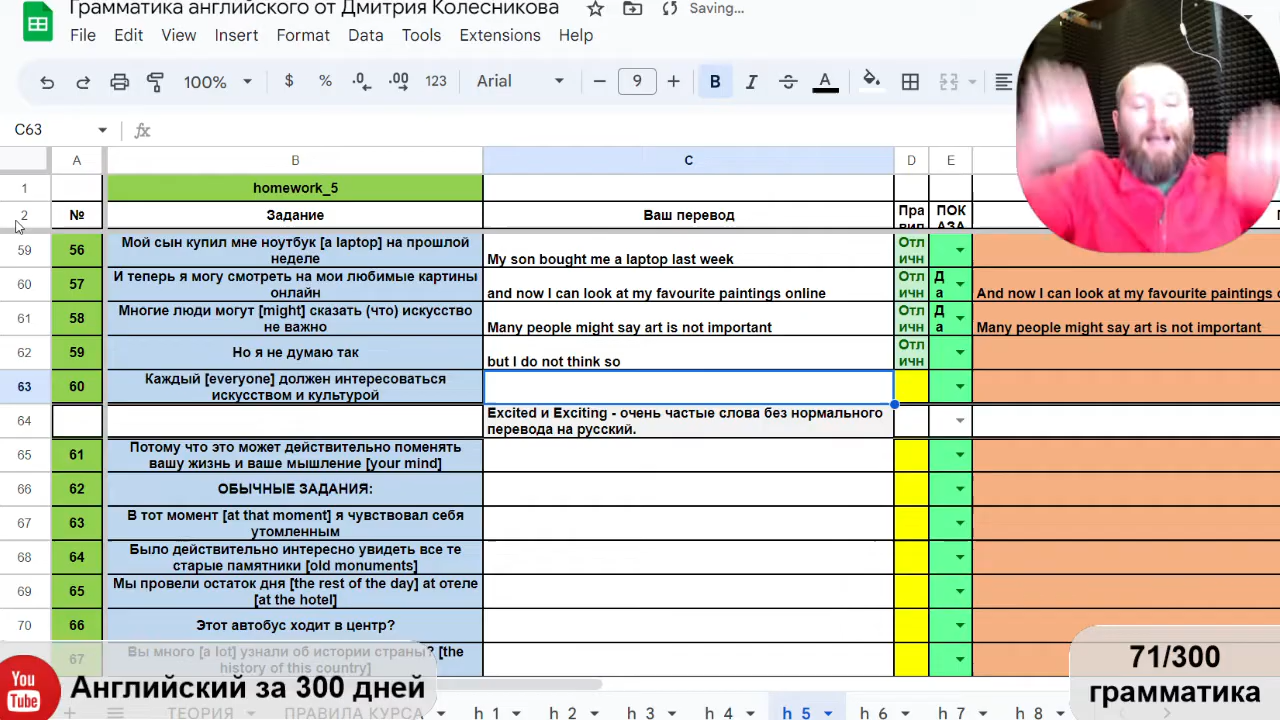 Грамматика английского от Дмитрия Колесникова Saving...
File Edit View Insert Format Data Tools Extensions Help
100% $ % .0 .00 123 Arial 9 B I A
C63 fx
A B C D E
1 homework_5
2 № Задание Ваш перевод Пра ПОК
59 56 Мой сын купил мне ноутбук [a laptop] на прошлой
неделе My son bought me a laptop last week Отл
ичн
60 57 И теперь я могу смотреть на мои любимые картины
онлайн and now I can look at my favourite paintings online Отл
ичн Д
а And now I can look at my favourite paintings
61 58 Многие люди могут [might] сказать (что) искусство
не важно Many people might say art is not important Отл
ичн Д
а Many people might say art is not important
62 59 Но я не думаю так but I do not think so Отл
ичн
63 60 Каждый [everyone] должен интересоваться
искусством и культурой
64 Excited и Exciting - очень частые слова без нормального
перевода на русский.
65 61 Потому что это может действительно поменять
вашу жизнь и ваше мышление [your mind]
66 62 ОБЫЧНЫЕ ЗАДАНИЯ:
67 63 В тот момент [at that moment] я чувствовал себя
утомленным
68 64 Было действительно интересно увидеть все те
старые памятники [old monuments]
69 65 Мы провели остаток дня [the rest of the day] at отеле
[at the hotel]
70 66 Этот автобус ходит в центр?
67 Вы много [a lot] узнали об истории страны? [the
history of this country]
You
Tube
Английский за 300 дней
71/300
грамматика
ТЕОРИЯ ПРАВИЛА КУРСА h_1 h_2 h_3 h_4 h_5 h_6 h_7 h_8